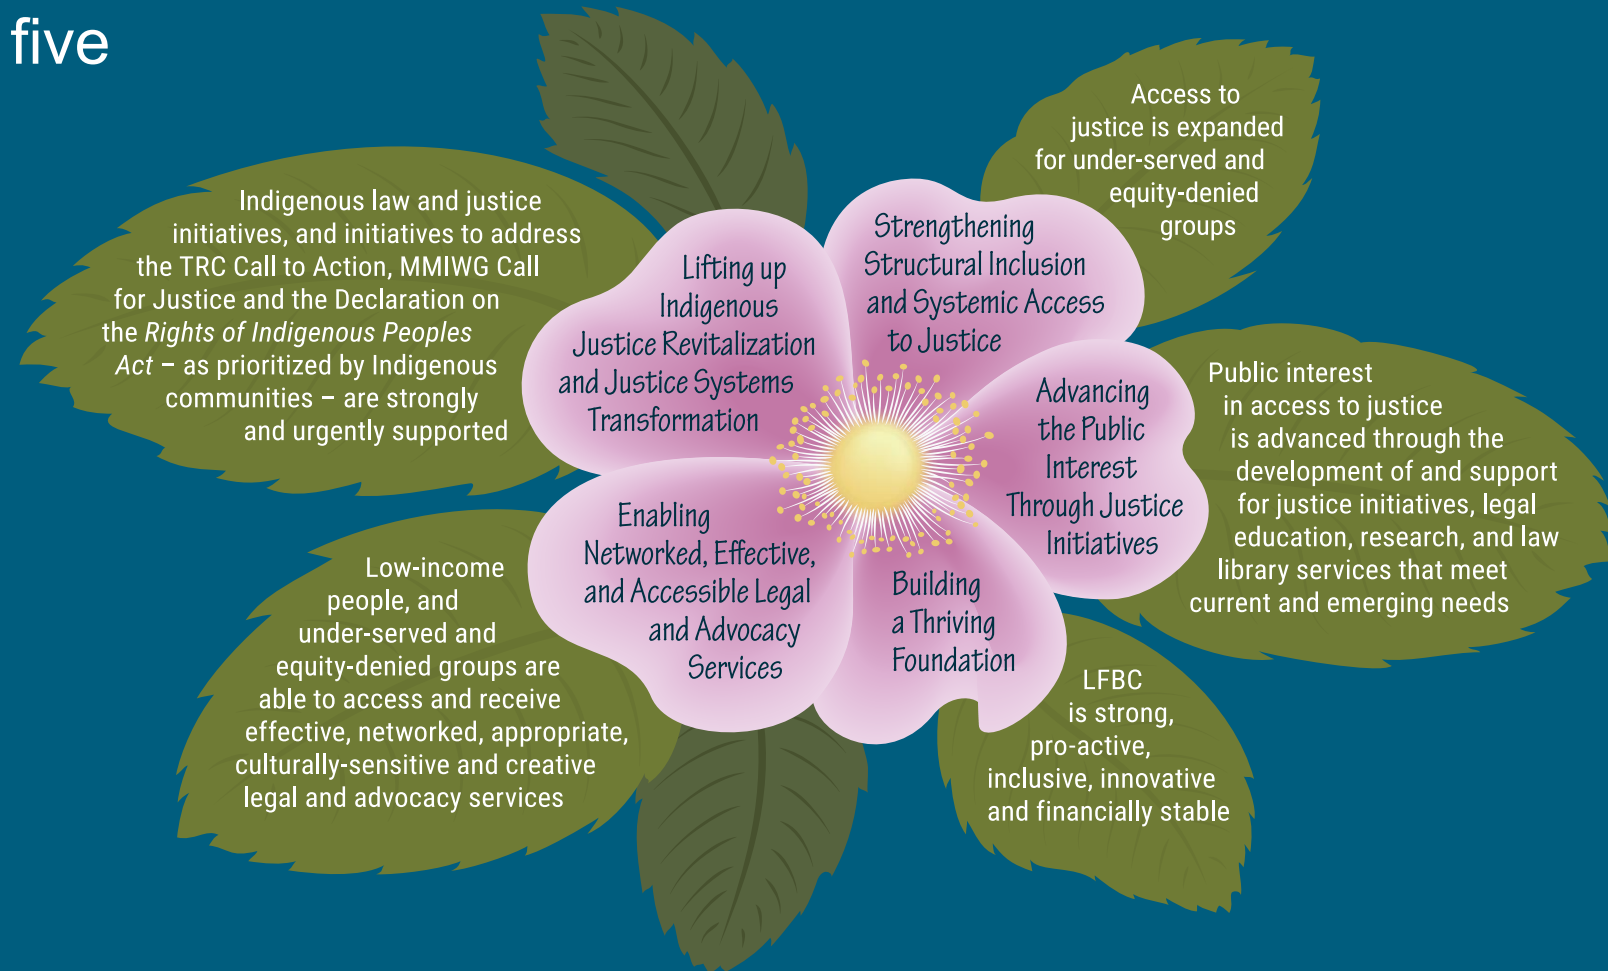 five
Indigenous law and justice
initiatives, and initiatives to address
the TRC Call to Action, MMIWG Call
for Justice and the Declaration on
the Rights of Indigenous Peoples
Act – as prioritized by Indigenous
communities – are strongly
and urgently supported
Lifting up
Indigenous
Justice Revitalization
and Justice Systems
Transformation
Strengthening
Structural Inclusion
and Systemic Access
to Justice
Access to
justice is expanded
for under-served and
equity-denied
groups
Advancing
the Public
Interest
Through Justice
Initiatives
Public interest
in access to justice
is advanced through the
development of and support
for justice initiatives, legal
education, research, and law
library services that meet
current and emerging needs
Enabling
Networked, Effective,
and Accessible Legal
and Advocacy
Services
Low-income
people, and
under-served and
equity-denied groups are
able to access and receive
effective, networked, appropriate,
culturally-sensitive and creative
legal and advocacy services
Building
a Thriving
Foundation
LFBC
is strong,
pro-active,
inclusive, innovative
and financially stable